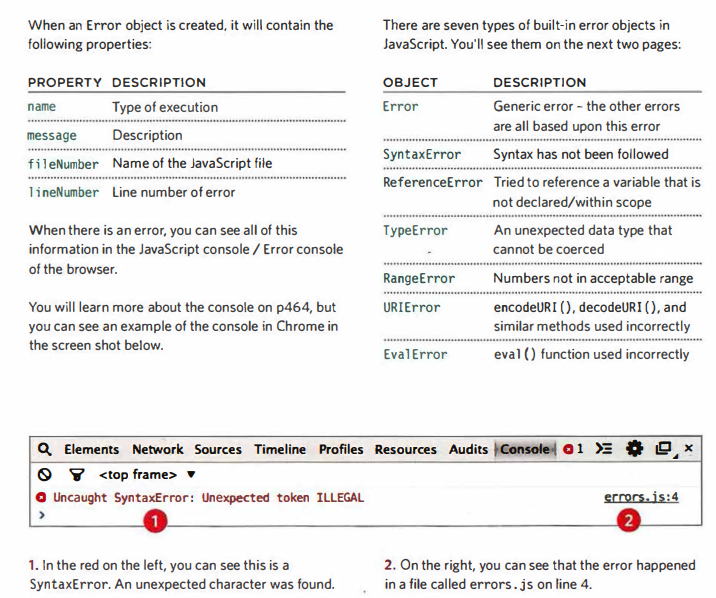 When an Error object is created, it will contain the
following properties:
PROPERTY DESCRIPTION
name Type of execution
message Description
fileNumber Name of the JavaScript file
lineNumber Line number of error
When there is an error, you can see all of this
information in the JavaScript console / Error console
of the browser.
You will learn more about the console on p464, but
you can see an example of the console in Chrome in
the screen shot below.
There are seven types of built-in error objects in
JavaScript. You'll see them on the next two pages:
OBJECT DESCRIPTION
Error Generic error - the other errors
are all based upon this error
SyntaxError Syntax has not been followed
ReferenceError Tried to reference a variable that is
not declared/within scope
TypeError An unexpected data type that
cannot be coerced
RangeError Numbers not in acceptable range
URIError encodeURI(), decodeURI(), and
similar methods used incorrectly
EvalError eval() function used incorrectly
Elements Network Sources Timeline Profiles Resources Audits Console 1
<top frame> ▼
Uncaught SyntaxError: Unexpected token ILLEGAL errors.js:4
1 2
1. In the red on the left, you can see this is a
SyntaxError. An unexpected character was found.
2. On the right, you can see that the error happened
in a file called errors.js on line 4.